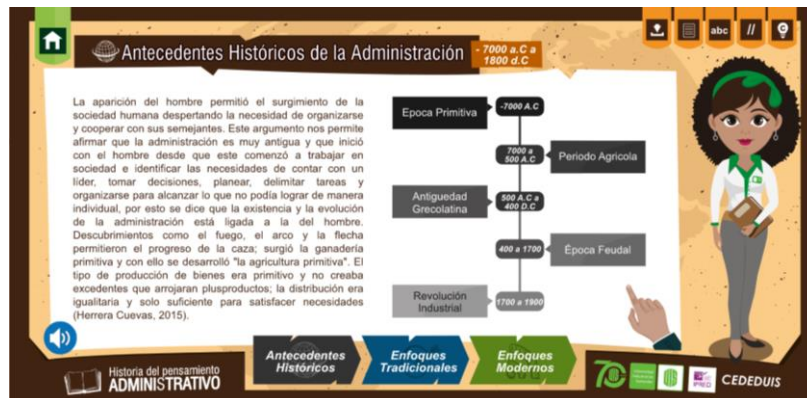 Antecedentes Históricos de la Administración
- 7000 a.C a
1800 d.C
abc
//
La aparición del hombre permitió el surgimiento de la
sociedad humana despertando la necesidad de organizarse
y cooperar con sus semejantes. Este argumento nos permite
afirmar que la administración es muy antigua y que inició
con el hombre desde que este comenzó a trabajar en
sociedad e identificar las necesidades de contar con un
líder, tomar decisiones, planear, delimitar tareas y
organizarse para alcanzar lo que no podía lograr de manera
individual, por esto se dice que la existencia y la evolución
de la administración está ligada a la del hombre.
Descubrimientos como el fuego, el arco y la flecha
permitieron el progreso de la caza; surgió la ganadería
primitiva y con ello se desarrolló "la agricultura primitiva". El
tipo de producción de bienes era primitivo y no creaba
excedentes que arrojaran plusproductos; la distribución era
igualitaria y solo suficiente para satisfacer necesidades
(Herrera Cuevas, 2015).
Epoca Primitiva
-7000 A.C
7000 a
500 A.C
Periodo Agricola
Antiguedad
Grecolatina
500 A.C a
400 D.C
400 a 1700
Época Feudal
Revolución
Industrial
1700 a 1900
Historia del pensamiento
ADMINISTRATIVO
Antecedentes
Históricos
Enfoques
Tradicionales
Enfoques
Modernos
70
IPRED
CEDEDUIS